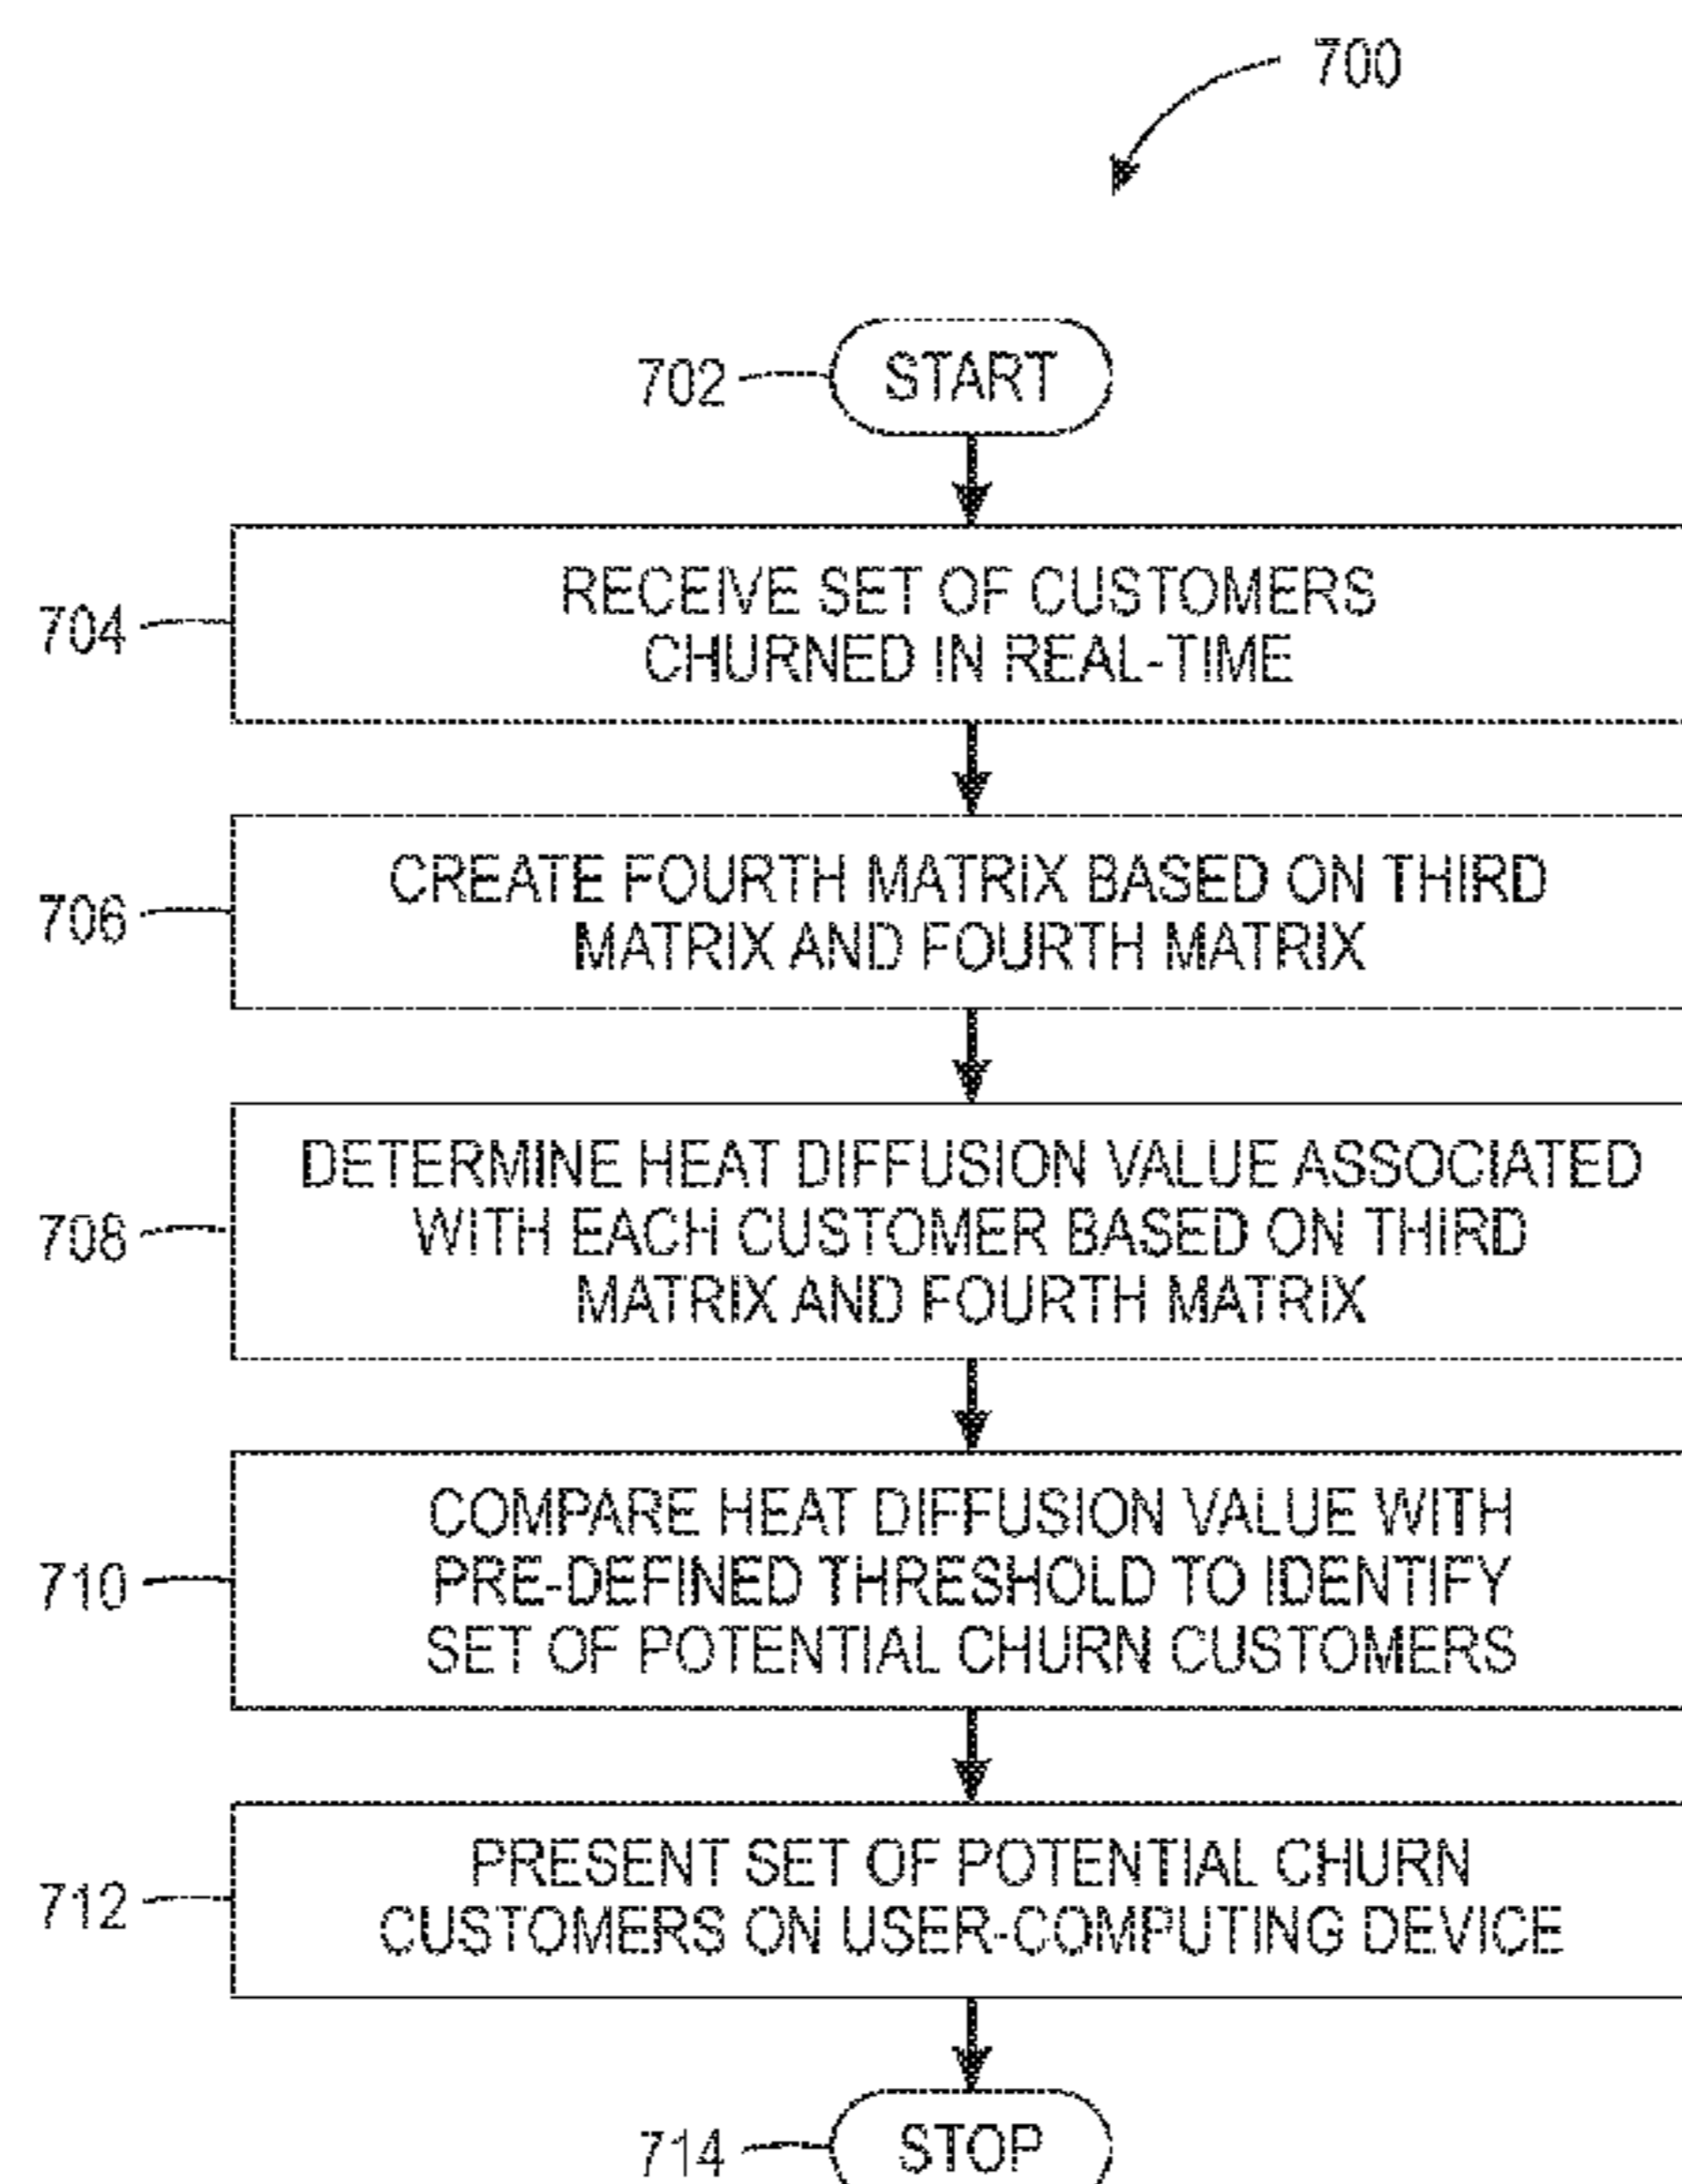 700
702
START
704
RECEIVE SET OF CUSTOMERS
CHURNED IN REAL-TIME
706
CREATE FOURTH MATRIX BASED ON THIRD
MATRIX AND FOURTH MATRIX
708
DETERMINE HEAT DIFFUSION VALUE ASSOCIATED
WITH EACH CUSTOMER BASED ON THIRD
MATRIX AND FOURTH MATRIX
710
COMPARE HEAT DIFFUSION VALUE WITH
PRE-DEFINED THRESHOLD TO IDENTIFY
SET OF POTENTIAL CHURN CUSTOMERS
712
PRESENT SET OF POTENTIAL CHURN
CUSTOMERS ON USER-COMPUTING DEVICE
714
STOP